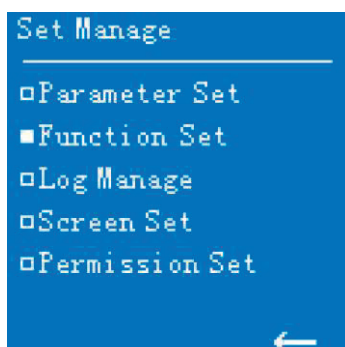 Set Manage
Parameter Set
Function Set
Log Manage
Screen Set
Permission Set